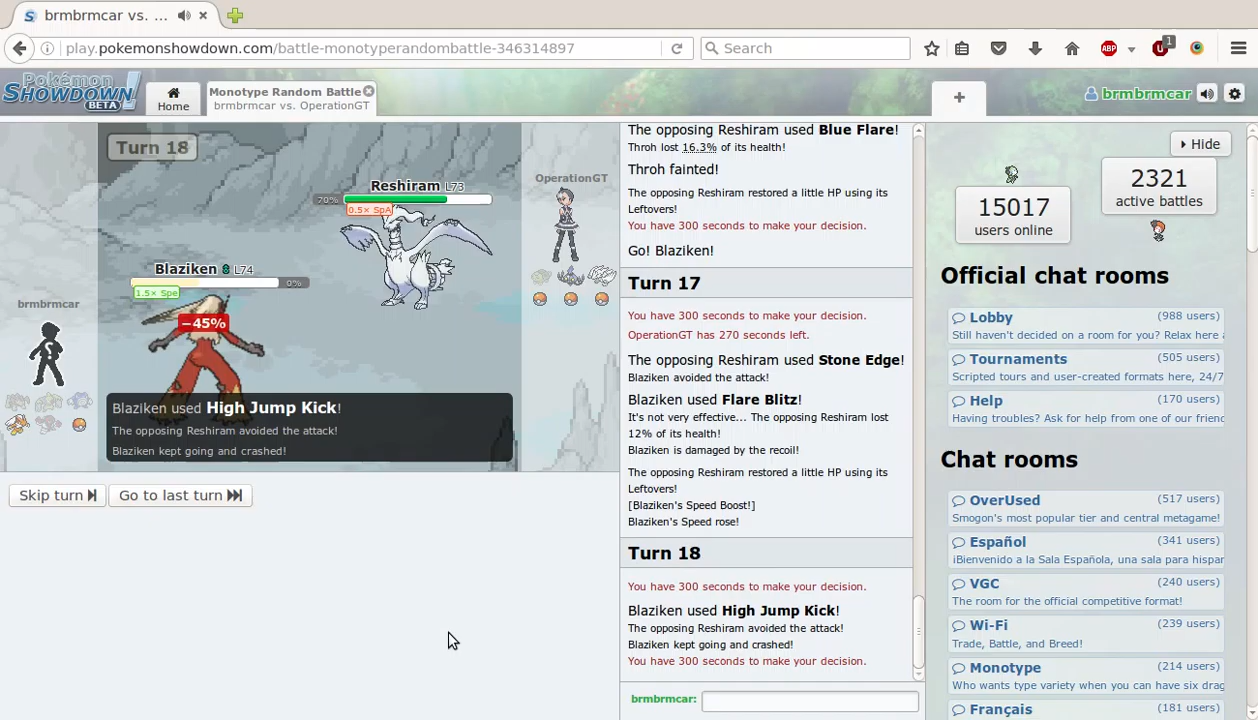 brmbrmcar vs. ...
play.pokemonshowdown.com/battle-monotyperandombattle-346314897
Search
ABP
1
Pokémon
SHOWDOWN!
BETA
Home
Monotype Random Battle
brmbrmcar vs. OperationGT
+
brmbrmcar
Turn 18
Reshiram L73
70%
0.5× SpA
OperationGT
Blaziken L74
0%
1.5× Spe
brmbrmcar
−45%
Blaziken used High Jump Kick!
The opposing Reshiram avoided the attack!
Blaziken kept going and crashed!
Skip turn
Go to last turn
The opposing Reshiram used Blue Flare!
Throh lost 16.3% of its health!
Throh fainted!
The opposing Reshiram restored a little HP using its
Leftovers!
You have 300 seconds to make your decision.
Go! Blaziken!
Turn 17
You have 300 seconds to make your decision.
OperationGT has 270 seconds left.
The opposing Reshiram used Stone Edge!
Blaziken avoided the attack!
Blaziken used Flare Blitz!
It's not very effective... The opposing Reshiram lost
12% of its health!
Blaziken is damaged by the recoil!
The opposing Reshiram restored a little HP using its
Leftovers!
[Blaziken's Speed Boost!]
Blaziken's Speed rose!
Turn 18
You have 300 seconds to make your decision.
Blaziken used High Jump Kick!
The opposing Reshiram avoided the attack!
Blaziken kept going and crashed!
You have 300 seconds to make your decision.
brmbrmcar:
Hide
15017
users online
2321
active battles
Official chat rooms
Lobby (988 users)
Still haven't decided on a room for you? Relax here a
Tournaments (505 users)
Scripted tours and user-created formats here, 24/7
Help (170 users)
Having troubles? Ask for help from one of our friend
Chat rooms
OverUsed (517 users)
Smogon's most popular tier and central metagame!
Español (341 users)
¡Bienvenido a la Sala Española, una sala para hispar
VGC (240 users)
The room for the official competitive format!
Wi-Fi (239 users)
Trade, Battle, and Breed!
Monotype (214 users)
Who wants type variety when you can have six drag
Français (181 users)